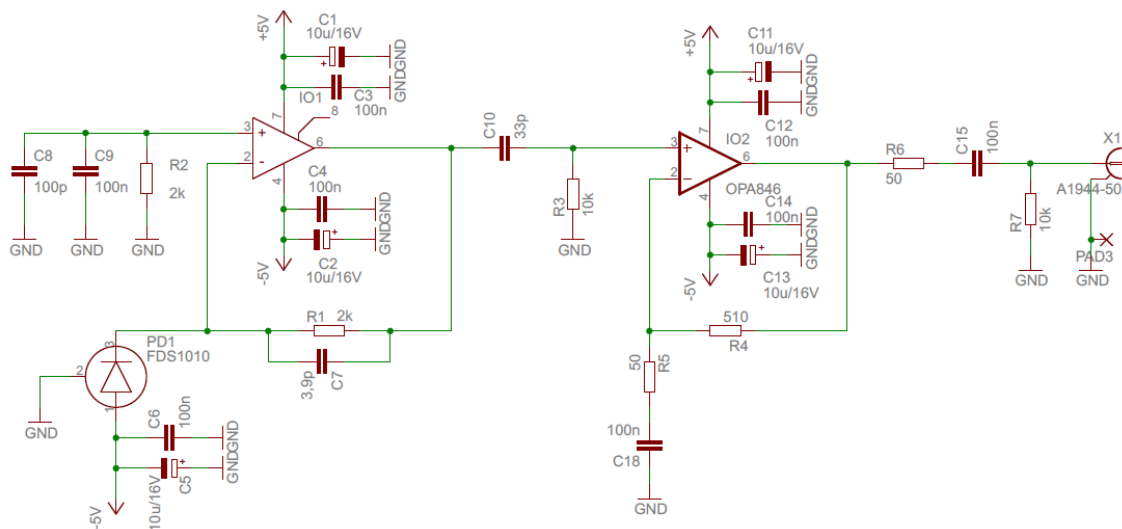 +5V
C1
10u/16V
+
GND
C3
100n
GND
IO1
8
7
3
+
2
-
6
4
C8
100p
GND
C9
100n
GND
R2
2k
GND
C4
100n
GND
+
GND
C2
10u/16V
-5V
R1
2k
3,9p
C7
PD1
FDS1010
3
2
1
GND
C6
100n
GND
+
GND
C5
10u/16V
-5V
C10
33p
R3
10k
GND
+5V
C11
10u/16V
+
GND
C12
100n
GND
IO2
OPA846
7
3
+
2
-
6
4
C14
100n
GND
+
GND
C13
10u/16V
-5V
510
R4
50
R5
100n
C18
GND
R6
50
C15
100n
R7
10k
GND
X1
A1944-50
PAD3
GND